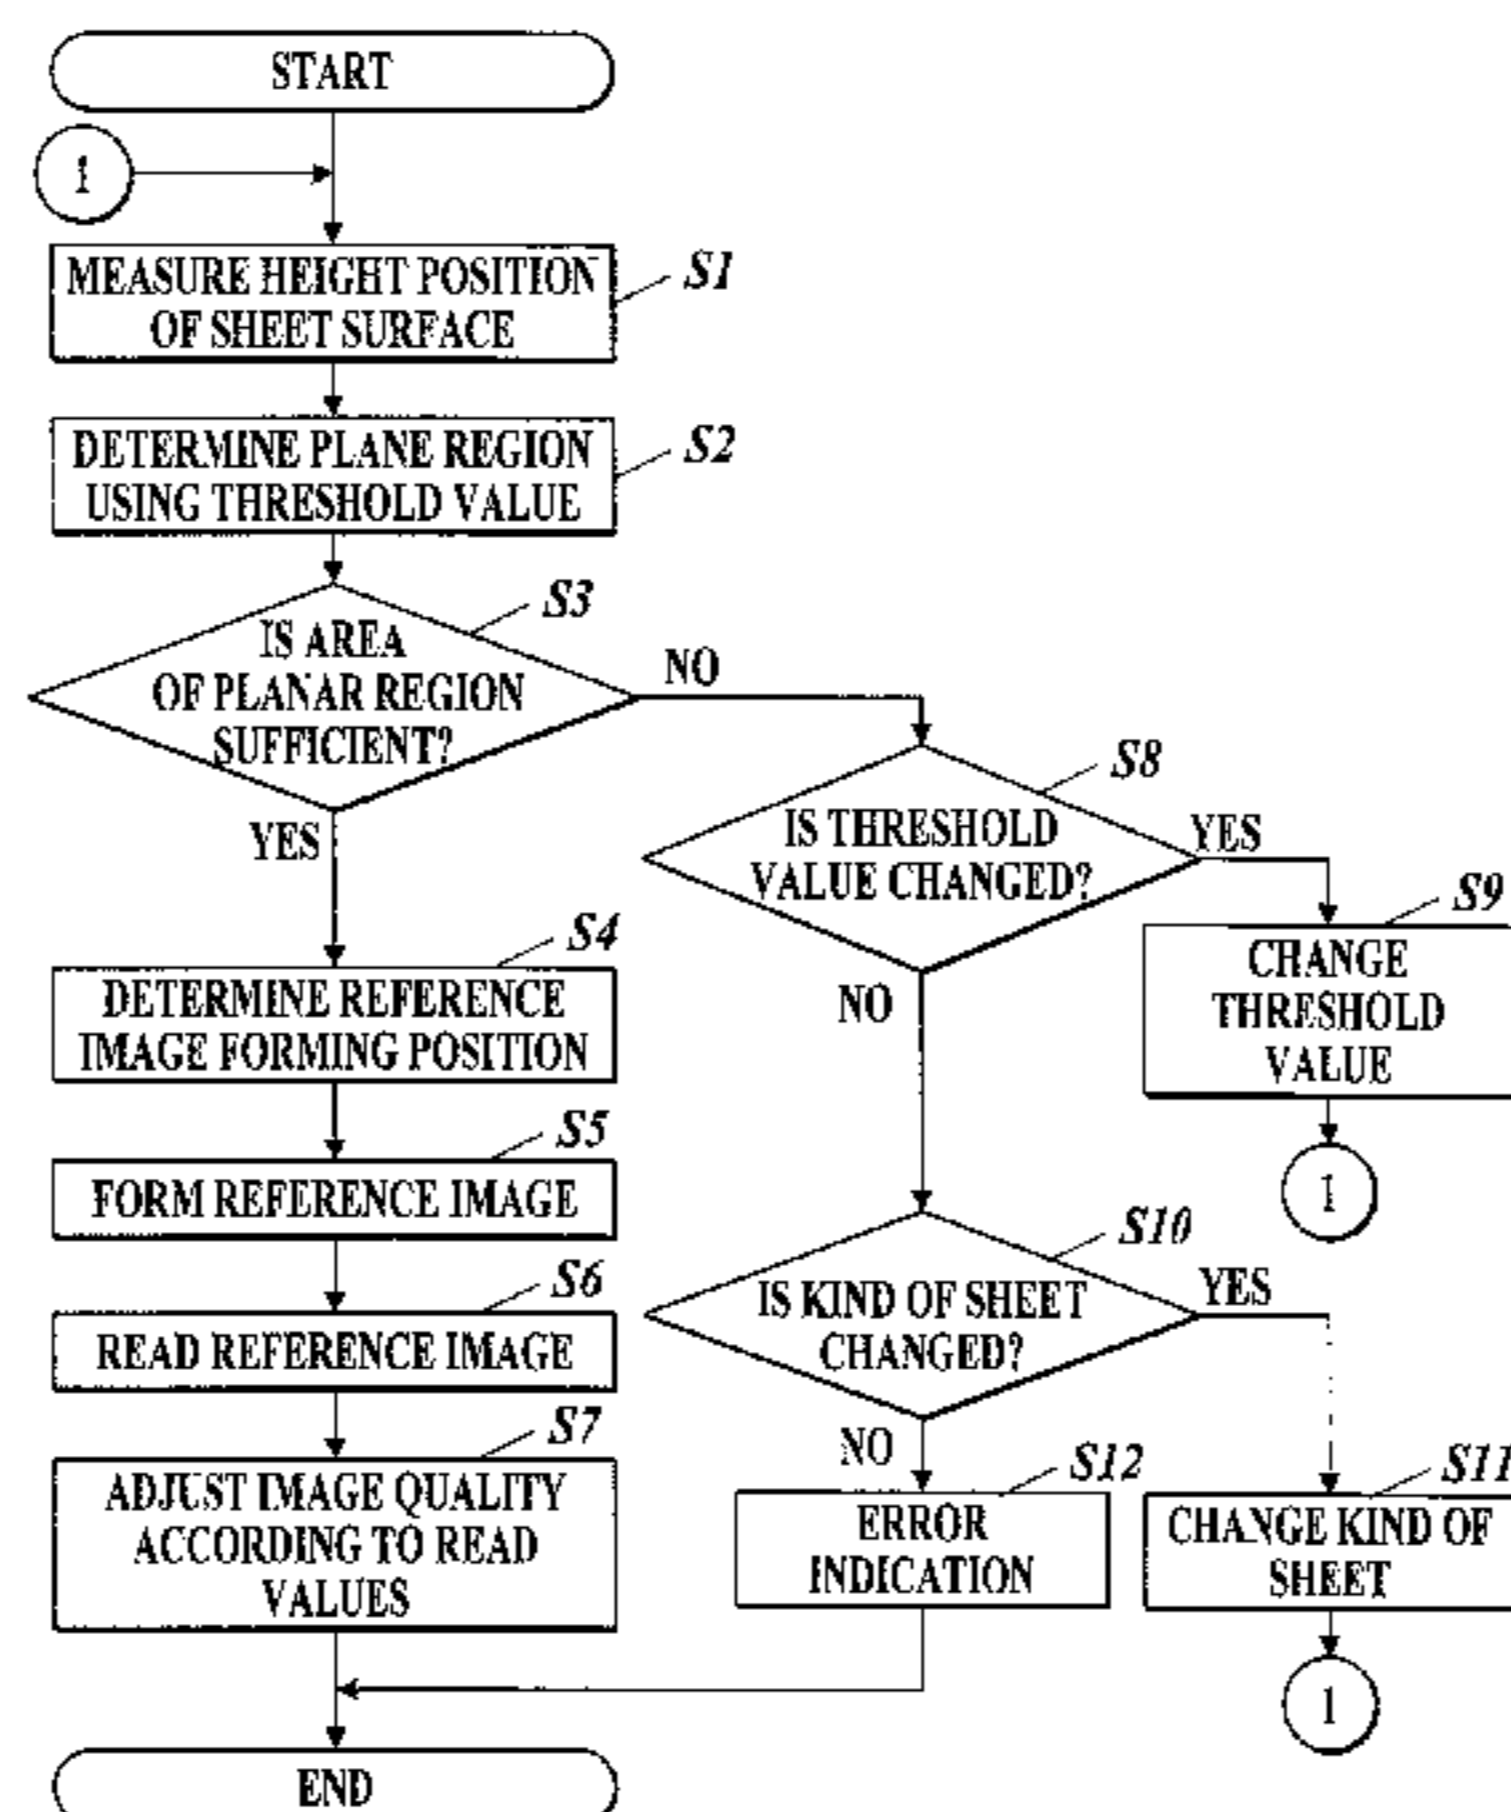 START
1
MEASURE HEIGHT POSITION
OF SHEET SURFACE
S1
DETERMINE PLANE REGION
USING THRESHOLD VALUE
S2
IS AREA
OF PLANAR REGION
SUFFICIENT?
S3
NO
YES
IS THRESHOLD
VALUE CHANGED?
S8
YES
NO
CHANGE
THRESHOLD
VALUE
S9
1
DETERMINE REFERENCE
IMAGE FORMING POSITION
S4
FORM REFERENCE IMAGE
S5
READ REFERENCE IMAGE
S6
ADJUST IMAGE QUALITY
ACCORDING TO READ
VALUES
S7
IS KIND OF SHEET
CHANGED?
S10
YES
NO
ERROR
INDICATION
S12
CHANGE KIND OF
SHEET
S11
1
END